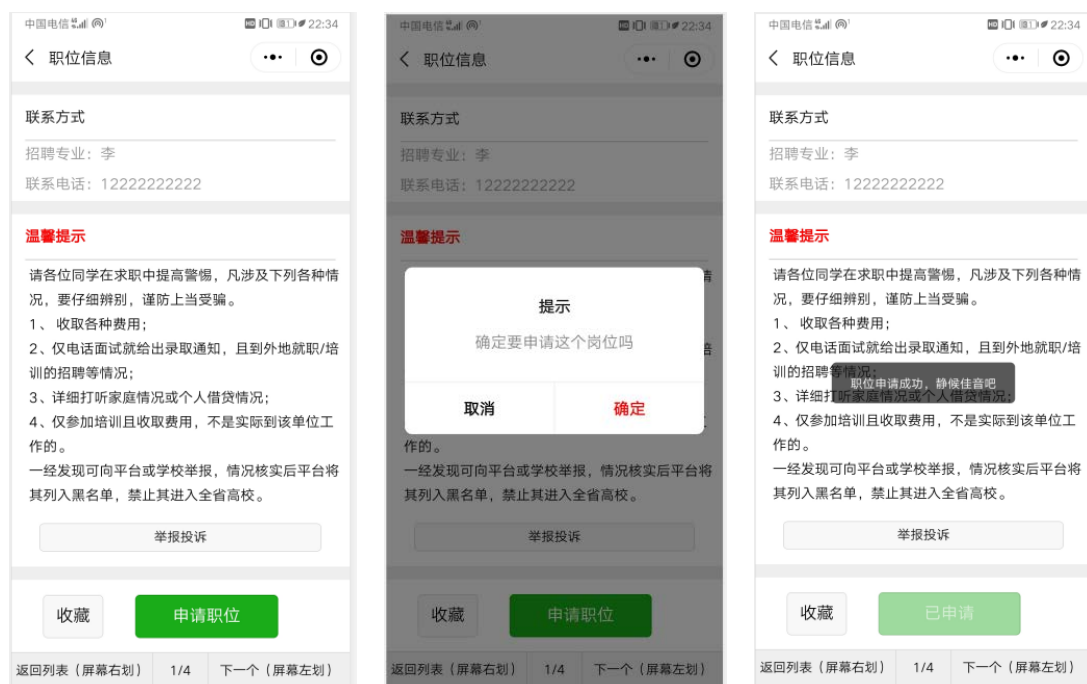 中国电信 22:34
职位信息
联系方式
招聘专业：李
联系电话：12222222222
温馨提示
请各位同学在求职中提高警惕，凡涉及下列各种情
况，要仔细辨别，谨防上当受骗。
1、 收取各种费用；
2、仅电话面试就给出录取通知，且到外地就职/培
训的招聘等情况；
3、详细打听家庭情况或个人借贷情况；
4、仅参加培训且收取费用，不是实际到该单位工
作的。
一经发现可向平台或学校举报，情况核实后平台将
其列入黑名单，禁止其进入全省高校。
举报投诉
收藏 申请职位
返回列表（屏幕右划） 1/4 下一个（屏幕左划）
中国电信 22:34
职位信息
联系方式
招聘专业：李
联系电话：12222222222
温馨提示
情
提示
确定要申请这个岗位吗
培
取消 确定
作的。
一经发现可向平台或学校举报，情况核实后平台将
其列入黑名单，禁止其进入全省高校。
举报投诉
收藏 申请职位
返回列表（屏幕右划） 1/4 下一个（屏幕左划）
中国电信 22:34
职位信息
联系方式
招聘专业：李
联系电话：12222222222
温馨提示
请各位同学在求职中提高警惕，凡涉及下列各种情
况，要仔细辨别，谨防上当受骗。
1、 收取各种费用；
2、仅电话面试就给出录取通知，且到外地就职/培
训的招聘等情况；
职位申请成功，静候佳音吧
3、详细打听家庭情况或个人借贷情况；
4、仅参加培训且收取费用，不是实际到该单位工
作的。
一经发现可向平台或学校举报，情况核实后平台将
其列入黑名单，禁止其进入全省高校。
举报投诉
收藏 已申请
返回列表（屏幕右划） 1/4 下一个（屏幕左划）